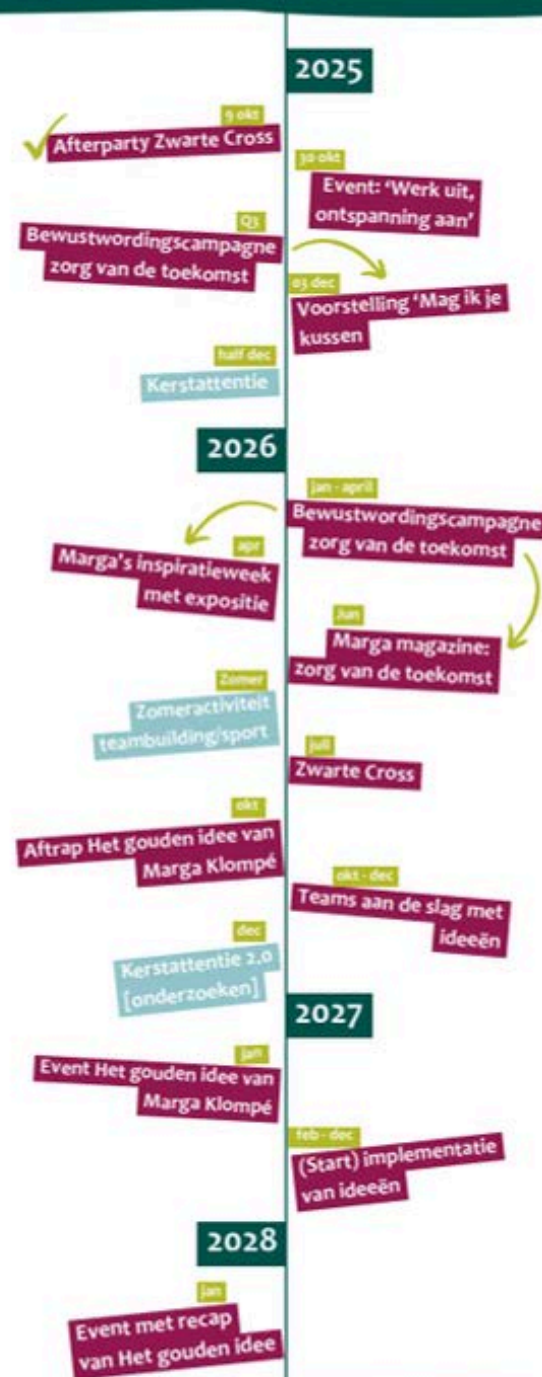 2025
9 okt
Afterparty Zwarte Cross
30 okt
Event: 'Werk uit,
ontspanning aan'
Q3
Bewustwordingscampagne
zorg van de toekomst
03 dec
Voorstelling 'Mag ik je
kussen
half dec
Kerstattentie
2026
jan - april
Bewustwordingscampagne
zorg van de toekomst
apr
Marga's inspiratieweek
met expositie
Jun
Marga magazine:
zorg van de toekomst
Zomer
Zomeractiviteit
teambuilding/sport
juli
Zwarte Cross
okt
Aftrap Het gouden idee van
Marga Klompé
okt - dec
Teams aan de slag met
ideeën
dec
Kerstattentie 2.0
[onderzoeken]
2027
jan
Event Het gouden idee van
Marga Klompé
feb - dec
(Start) implementatie
van ideeën
2028
jan
Event met recap
van Het gouden idee